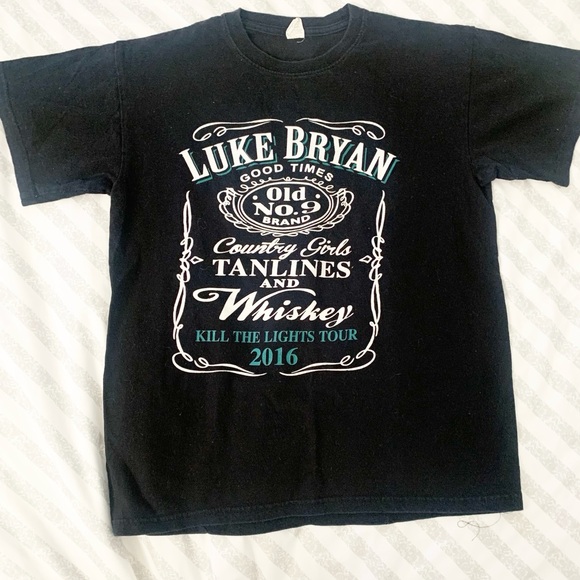 LUKE BRYAN
GOOD TIMES
Old
No.9
BRAND
Country Girls
TANLINES
AND
Whiskey
KILL THE LIGHTS TOUR
2016